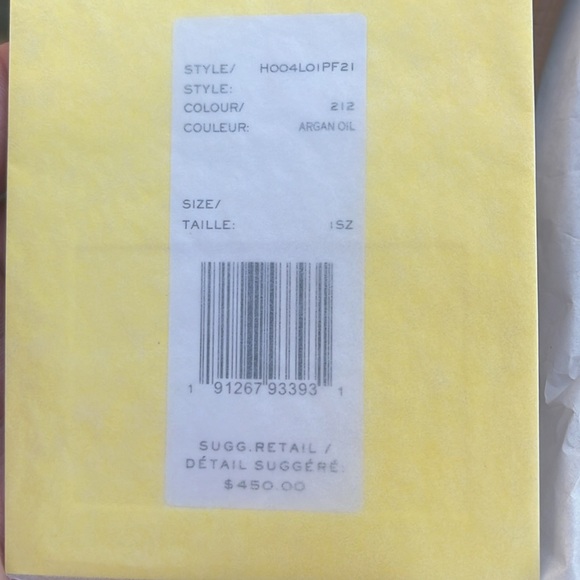 STYLE/ H004L01PF21
STYLE:
COLOUR/ 212
COULEUR: ARGAN OIL
SIZE/
TAILLE: 1SZ
1 91267 93393 1
SUGG.RETAIL /
DÉTAIL SUGGÉRÉ:
$450.00